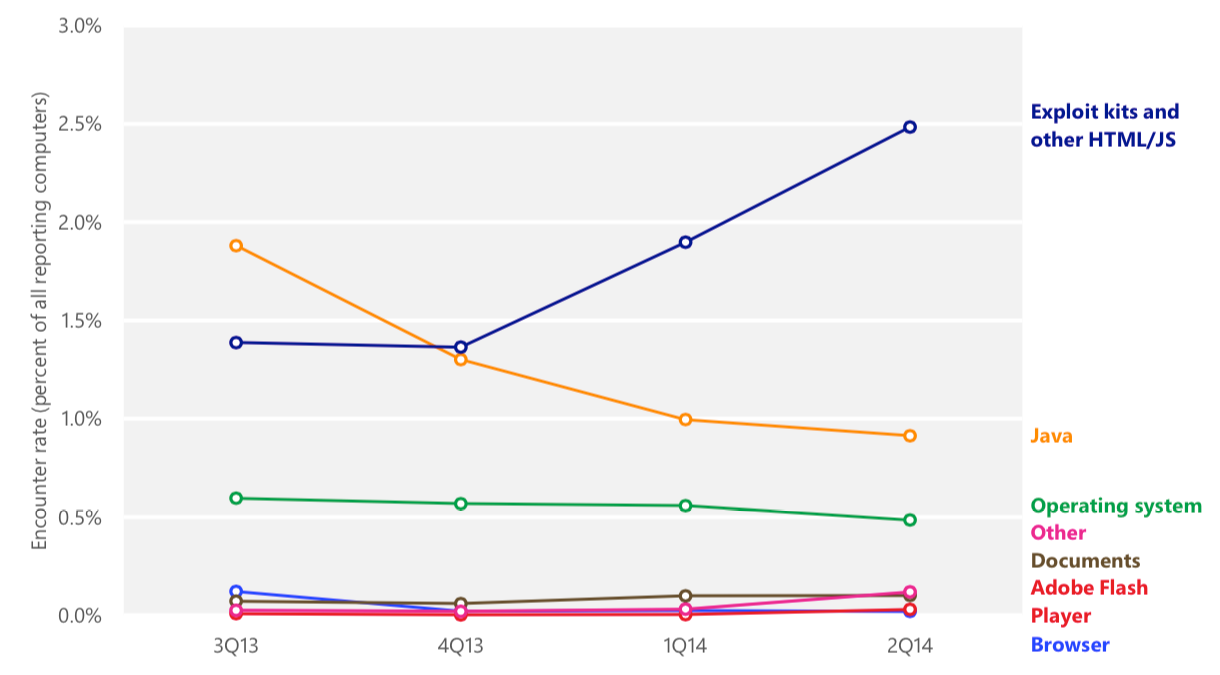 3.0%
2.5%
2.0%
1.5%
1.0%
0.5%
0.0%
Encounter rate (percent of all reporting computers)
3Q13
4Q13
1Q14
2Q14
Exploit kits and
other HTML/JS
Java
Operating system
Other
Documents
Adobe Flash
Player
Browser